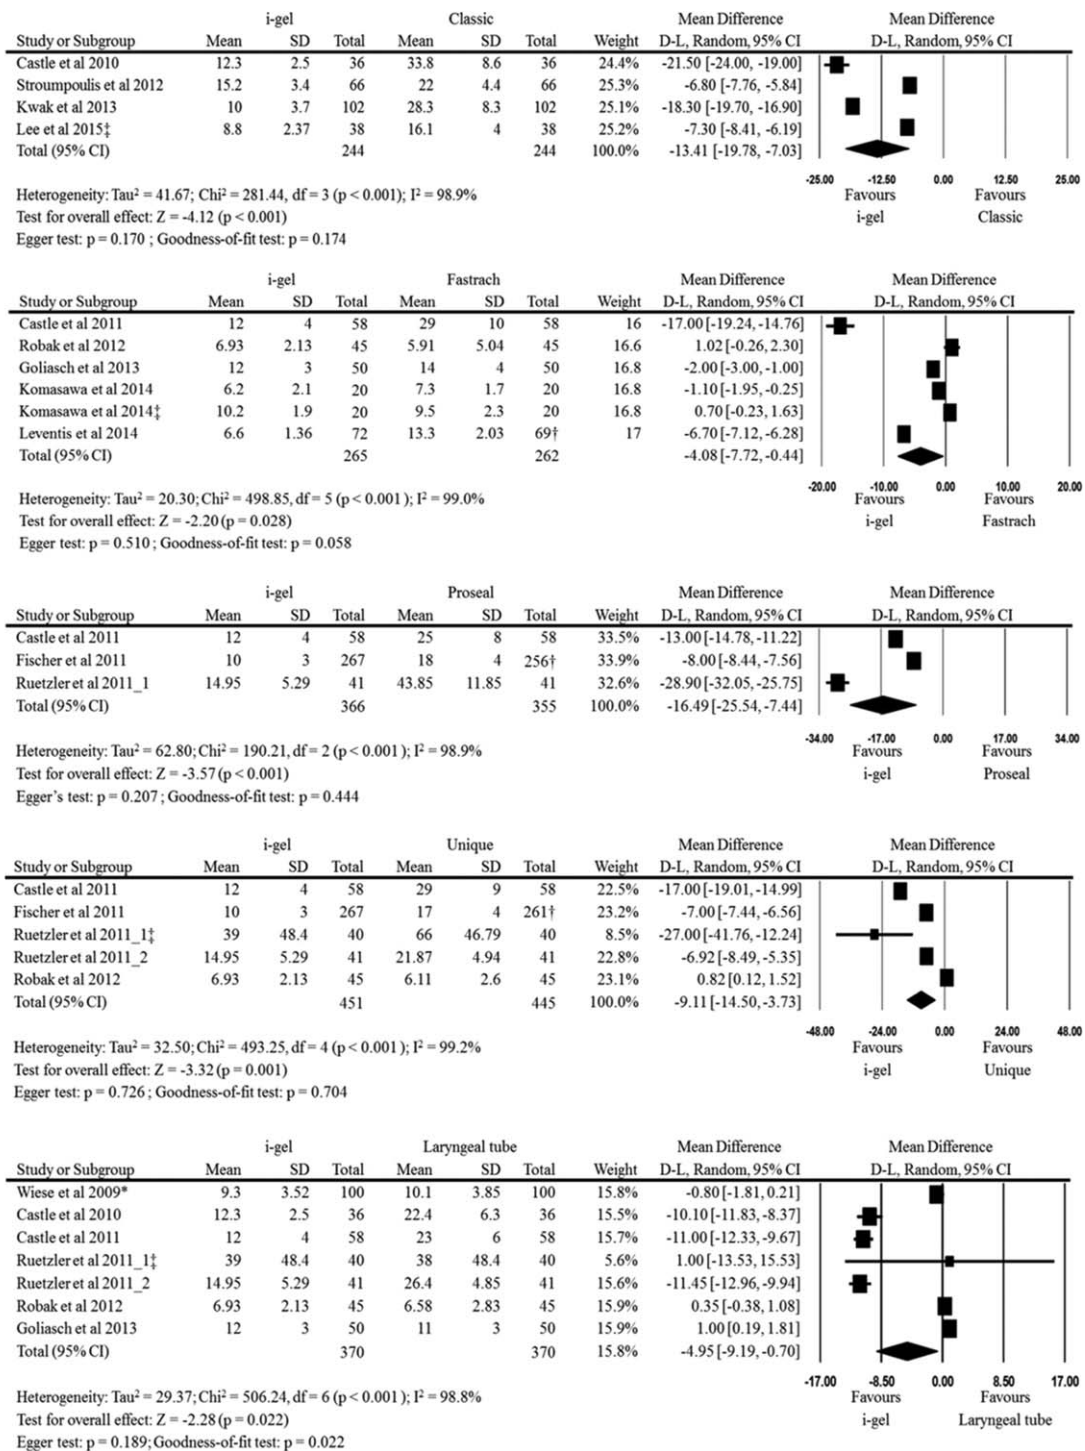 i-gel Classic Mean Difference Mean Difference
Study or Subgroup Mean SD Total Mean SD Total Weight D-L, Random, 95% CI D-L, Random, 95% CI
Castle et al 2010 12.3 2.5 36 33.8 8.6 36 24.4% -21.50 [-24.00, -19.00]
Stroumpoulis et al 2012 15.2 3.4 66 22 4.4 66 25.3% -6.80 [-7.76, -5.84]
Kwak et al 2013 10 3.7 102 28.3 8.3 102 25.1% -18.30 [-19.70, -16.90]
Lee et al 2015‡ 8.8 2.37 38 16.1 4 38 25.2% -7.30 [-8.41, -6.19]
Total (95% CI) 244 244 100.0% -13.41 [-19.78, -7.03]
-25.00 -12.50 0.00 12.50 25.00
Heterogeneity: Tau² = 41.67; Chi² = 281.44, df = 3 (p < 0.001); I² = 98.9% Favours Favours
Test for overall effect: Z = -4.12 (p < 0.001) i-gel Classic
Egger test: p = 0.170 ; Goodness-of-fit test: p = 0.174
i-gel Fastrach Mean Difference Mean Difference
Study or Subgroup Mean SD Total Mean SD Total Weight D-L, Random, 95% CI D-L, Random, 95% CI
Castle et al 2011 12 4 58 29 10 58 16 -17.00 [-19.24, -14.76]
Robak et al 2012 6.93 2.13 45 5.91 5.04 45 16.6 1.02 [-0.26, 2.30]
Goliasch et al 2013 12 3 50 14 4 50 16.8 -2.00 [-3.00, -1.00]
Komasawa et al 2014 6.2 2.1 20 7.3 1.7 20 16.8 -1.10 [-1.95, -0.25]
Komasawa et al 2014‡ 10.2 1.9 20 9.5 2.3 20 16.8 0.70 [-0.23, 1.63]
Leventis et al 2014 6.6 1.36 72 13.3 2.03 69† 17 -6.70 [-7.12, -6.28]
Total (95% CI) 265 262 -4.08 [-7.72, -0.44]
-20.00 -10.00 0.00 10.00 20.00
Heterogeneity: Tau² = 20.30; Chi² = 498.85, df = 5 (p < 0.001 ); I² = 99.0% Favours Favours
Test for overall effect: Z = -2.20 (p = 0.028) i-gel Fastrach
Egger test: p = 0.510 ; Goodness-of-fit test: p = 0.058
i-gel Proseal Mean Difference Mean Difference
Study or Subgroup Mean SD Total Mean SD Total Weight D-L, Random, 95% CI D-L, Random, 95% CI
Castle et al 2011 12 4 58 25 8 58 33.5% -13.00 [-14.78, -11.22]
Fischer et al 2011 10 3 267 18 4 256† 33.9% -8.00 [-8.44, -7.56]
Ruetzler et al 2011_1 14.95 5.29 41 43.85 11.85 41 32.6% -28.90 [-32.05, -25.75]
Total (95% CI) 366 355 100.0% -16.49 [-25.54, -7.44]
-34.00 -17.00 0.00 17.00 34.00
Heterogeneity: Tau² = 62.80; Chi² = 190.21, df = 2 (p < 0.001 ); I² = 98.9% Favours Favours
Test for overall effect: Z = -3.57 (p < 0.001) i-gel Proseal
Egger's test: p = 0.207 ; Goodness-of-fit test: p = 0.444
i-gel Unique Mean Difference Mean Difference
Study or Subgroup Mean SD Total Mean SD Total Weight D-L, Random, 95% CI D-L, Random, 95% CI
Castle et al 2011 12 4 58 29 9 58 22.5% -17.00 [-19.01, -14.99]
Fischer et al 2011 10 3 267 17 4 261† 23.2% -7.00 [-7.44, -6.56]
Ruetzler et al 2011_1‡ 39 48.4 40 66 46.79 40 8.5% -27.00 [-41.76, -12.24]
Ruetzler et al 2011_2 14.95 5.29 41 21.87 4.94 41 22.8% -6.92 [-8.49, -5.35]
Robak et al 2012 6.93 2.13 45 6.11 2.6 45 23.1% 0.82 [0.12, 1.52]
Total (95% CI) 451 445 100.0% -9.11 [-14.50, -3.73]
-48.00 -24.00 0.00 24.00 48.00
Heterogeneity: Tau² = 32.50; Chi² = 493.25, df = 4 (p < 0.001 ); I² = 99.2% Favours Favours
Test for overall effect: Z = -3.32 (p = 0.001) i-gel Unique
Egger test: p = 0.726 ; Goodness-of-fit test: p = 0.704
i-gel Laryngeal tube Mean Difference Mean Difference
Study or Subgroup Mean SD Total Mean SD Total Weight D-L, Random, 95% CI D-L, Random, 95% CI
Wiese et al 2009* 9.3 3.52 100 10.1 3.85 100 15.8% -0.80 [-1.81, 0.21]
Castle et al 2010 12.3 2.5 36 22.4 6.3 36 15.5% -10.10 [-11.83, -8.37]
Castle et al 2011 12 4 58 23 6 58 15.7% -11.00 [-12.33, -9.67]
Ruetzler et al 2011_1‡ 39 48.4 40 38 48.4 40 5.6% 1.00 [-13.53, 15.53]
Ruetzler et al 2011_2 14.95 5.29 41 26.4 4.85 41 15.6% -11.45 [-12.96, -9.94]
Robak et al 2012 6.93 2.13 45 6.58 2.83 45 15.9% 0.35 [-0.38, 1.08]
Goliasch et al 2013 12 3 50 11 3 50 15.9% 1.00 [0.19, 1.81]
Total (95% CI) 370 370 15.8% -4.95 [-9.19, -0.70]
-17.00 -8.50 0.00 8.50 17.00
Heterogeneity: Tau² = 29.37; Chi² = 506.24, df = 6 (p < 0.001 ); I² = 98.8% Favours Favours
Test for overall effect: Z = -2.28 (p = 0.022) i-gel Laryngeal tube
Egger test: p = 0.189; Goodness-of-fit test: p = 0.022